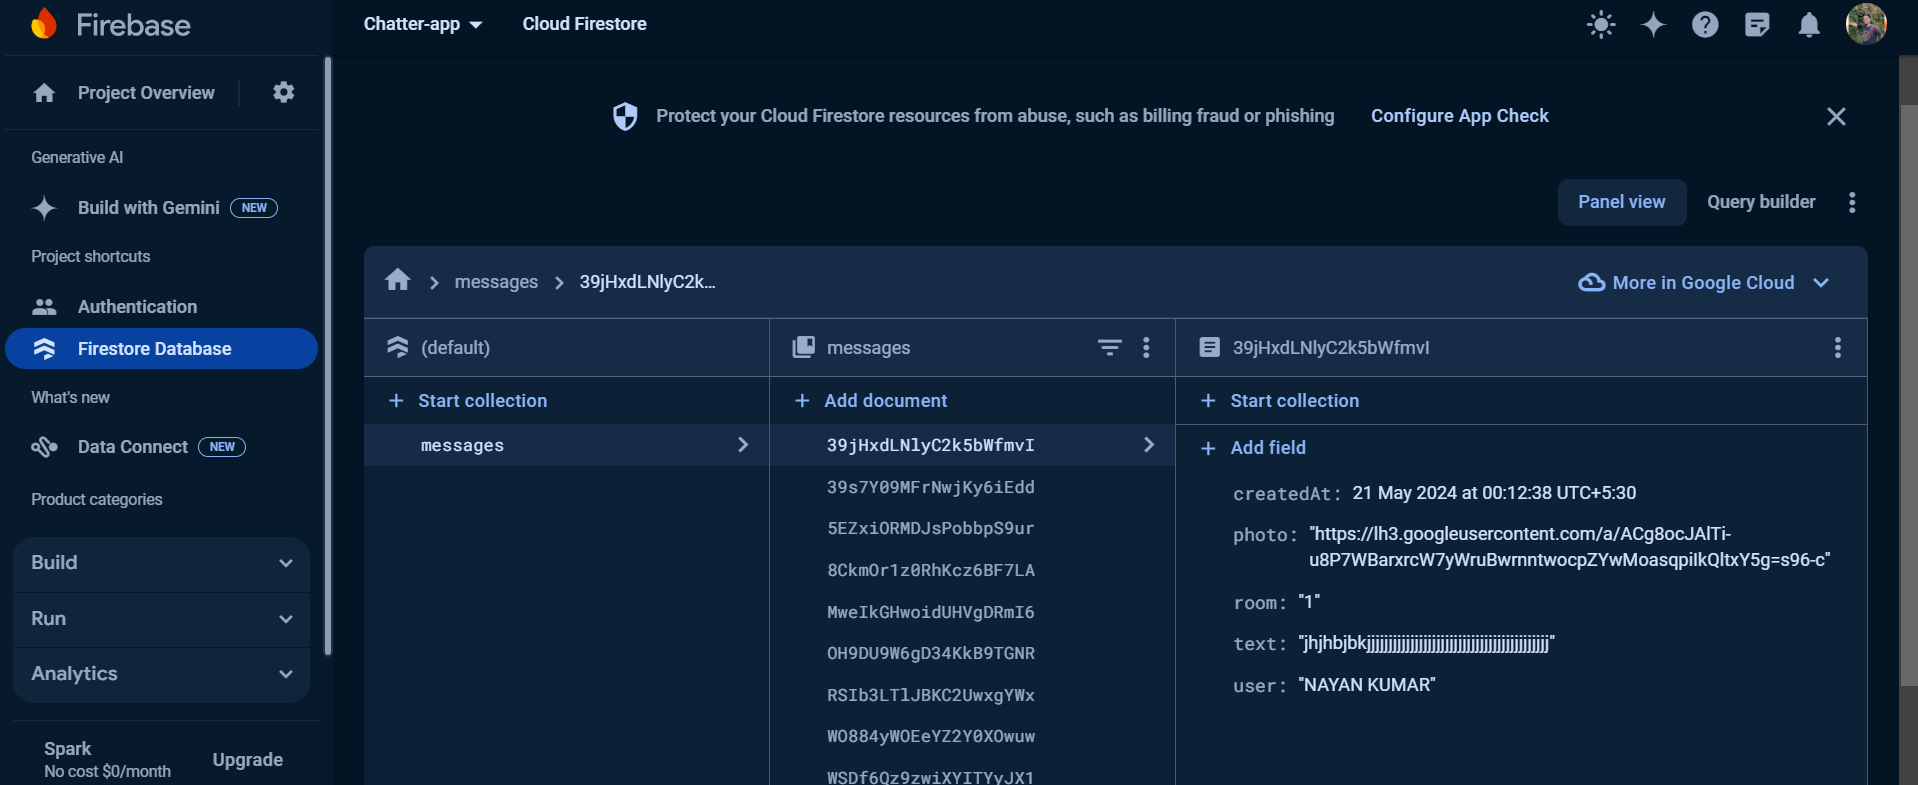 Firebase
Chatter-app
Cloud Firestore
Project Overview
Generative AI
Build with Gemini NEW
Project shortcuts
Authentication
Firestore Database
What's new
Data Connect NEW
Product categories
Build
Run
Analytics
Spark
No cost $0/month
Upgrade
Protect your Cloud Firestore resources from abuse, such as billing fraud or phishing
Configure App Check
Panel view
Query builder
messages
39jHxdLNlyC2k...
More in Google Cloud
(default)
Start collection
messages
messages
Add document
39jHxdLNlyC2k5bWfmvI
39s7Y09MFrNwjKy6iEdd
5EZxiORMDJsPobbpS9ur
8CkmOr1z0RhKcz6BF7LA
MweIkGHwoidUHVgDRmI6
OH9DU9W6gD34KkB9TGNR
RSIb3LTlJBKC2UwxgYWx
WO884yWOEeYZ2Y0XOwuw
WSDf6Qz9zwiXYITYyJX1
39jHxdLNlyC2k5bWfmvI
Start collection
Add field
createdAt: 21 May 2024 at 00:12:38 UTC+5:30
photo: "https://lh3.googleusercontent.com/a/ACg8ocJAlTi-
u8P7WBarxrcW7yWruBwrnntwocpZYwMoasqpilkQltxY5g=s96-c"
room: "1"
text: "jhjhbjbkjjjjjjjjjjjjjjjjjjjjjjjjjjjjjjjjjjjjjjjjjj"
user: "NAYAN KUMAR"